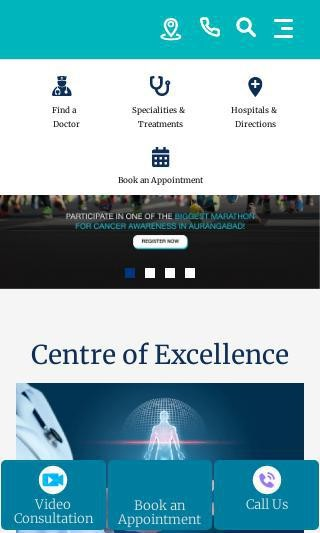 Find a
Doctor
Specialities &
Treatments
Hospitals &
Directions
Book an Appointment
PARTICIPATE IN ONE OF THE BIGGEST MARATHON
FOR CANCER AWARENESS IN AURANGABAD!
REGISTER NOW
Centre of Excellence
Video
Consultation
Book an
Appointment
Call Us